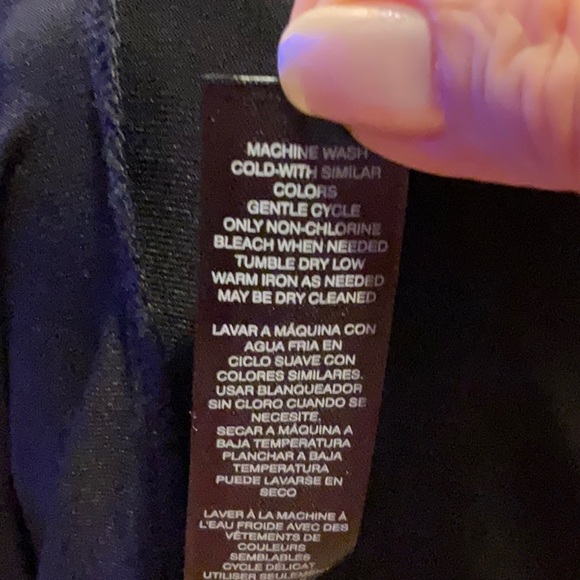 MACHINE WASH
COLD-WITH SIMILAR
COLORS
GENTLE CYCLE
ONLY NON-CHLORINE
BLEACH WHEN NEEDED
TUMBLE DRY LOW
WARM IRON AS NEEDED
MAY BE DRY CLEANED
LAVAR A MÁQUINA CON
AGUA FRIA EN
CICLO SUAVE CON
COLORES SIMILARES.
USAR BLANQUEADOR
SIN CLORO CUANDO SE
NECESITE.
SECAR A MÁQUINA A
BAJA TEMPERATURA
PLANCHAR A BAJA
TEMPERATURA
PUEDE LAVARSE EN
SECO
LAVER À LA MACHINE À
L'EAU FROIDE AVEC DES
VÊTEMENTS DE
COULEURS
SEMBLABLES
CYCLE DÉLICAT
UTILISER SEULEMENT